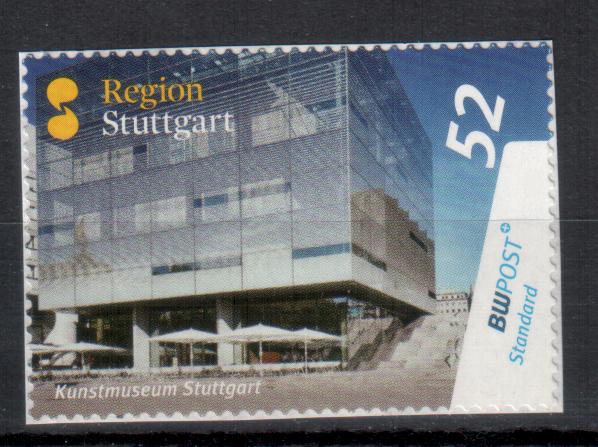 Region
Stuttgart
52
BWPOST
Standard
Kunstmuseum Stuttgart